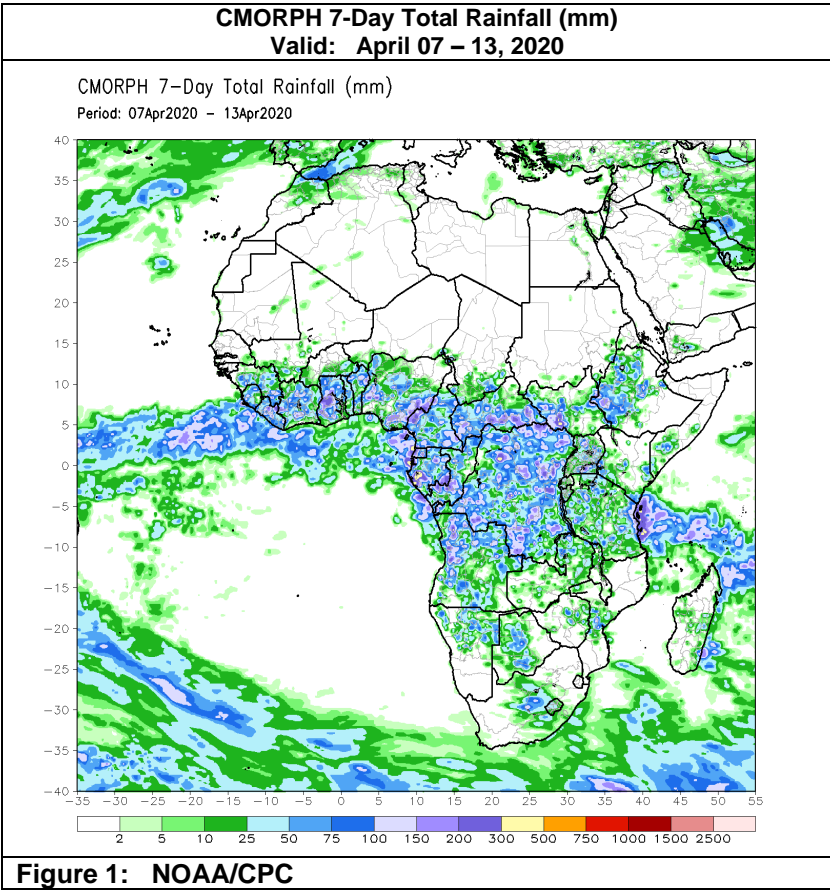 CMORPH 7-Day Total Rainfall (mm)
Valid: April 07 – 13, 2020
CMORPH 7-Day Total Rainfall (mm)
Period: 07Apr2020 – 13Apr2020
40
35
30
25
20
15
10
5
0
−5
−10
−15
−20
−25
−30
−35
−40
−35 −30 −25 −20 −15 −10 −5 0 5 10 15 20 25 30 35 40 45 50 55
2 5 10 25 50 75 100 150 200 300 500 750 1000 1500 2500
Figure 1: NOAA/CPC